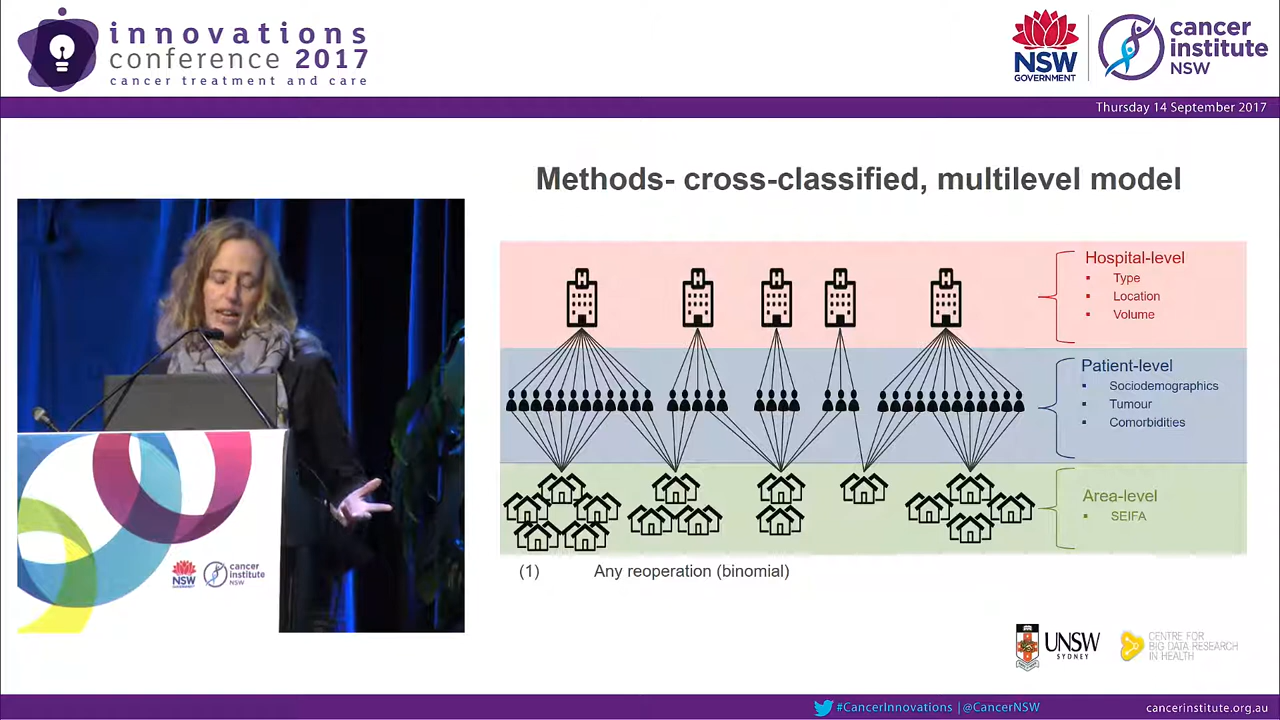 innovations
conference 2017
cancer treatment and care
NSW
GOVERNMENT
cancer
institute
NSW
Thursday 14 September 2017
Methods- cross-classified, multilevel model
H
H
H
H
H
Hospital-level
▪ Type
▪ Location
▪ Volume
Patient-level
▪ Sociodemographics
▪ Tumour
▪ Comorbidities
Area-level
▪ SEIFA
(1) Any reoperation (binomial)
NSW
GOVERNMENT
cancer
institute
NSW
UNSW
SYDNEY
CENTRE FOR
BIG DATA RESEARCH
IN HEALTH
#CancerInnovations | @CancerNSW
cancerinstitute.org.au